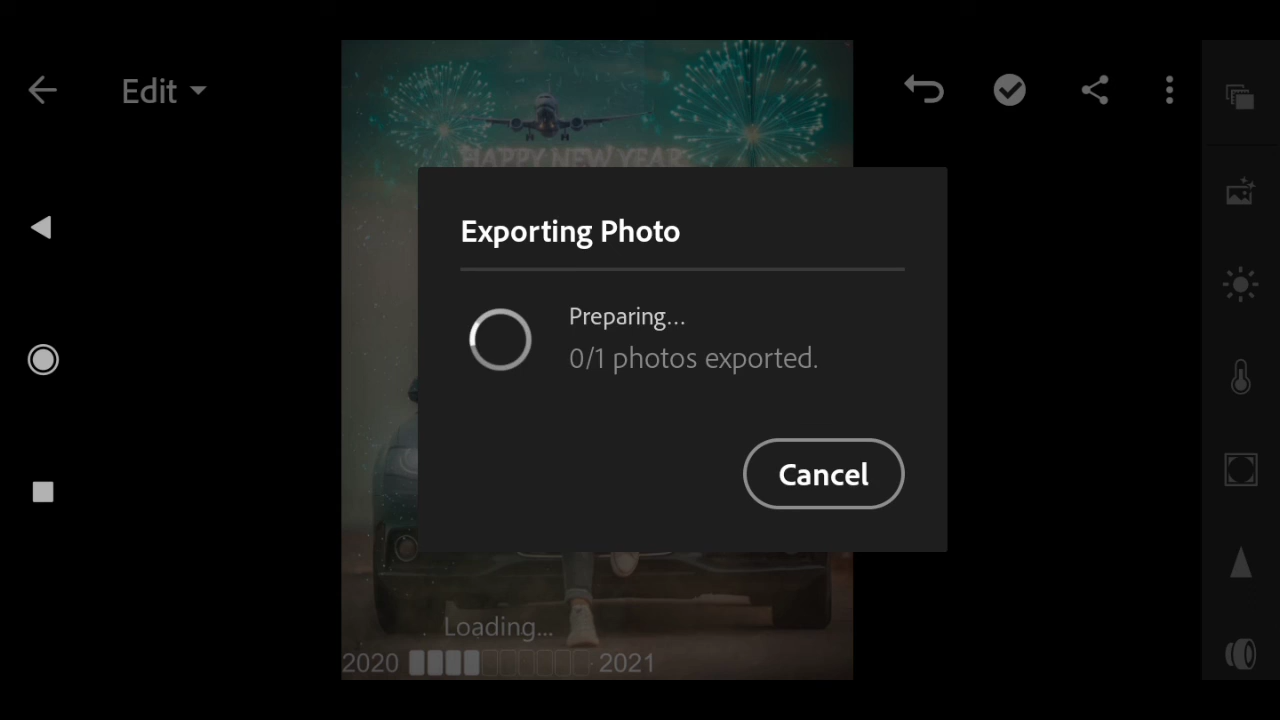 Edit
HAPPY NEW YEAR
Exporting Photo
Preparing...
0/1 photos exported.
Cancel
Loading...
2020 2021